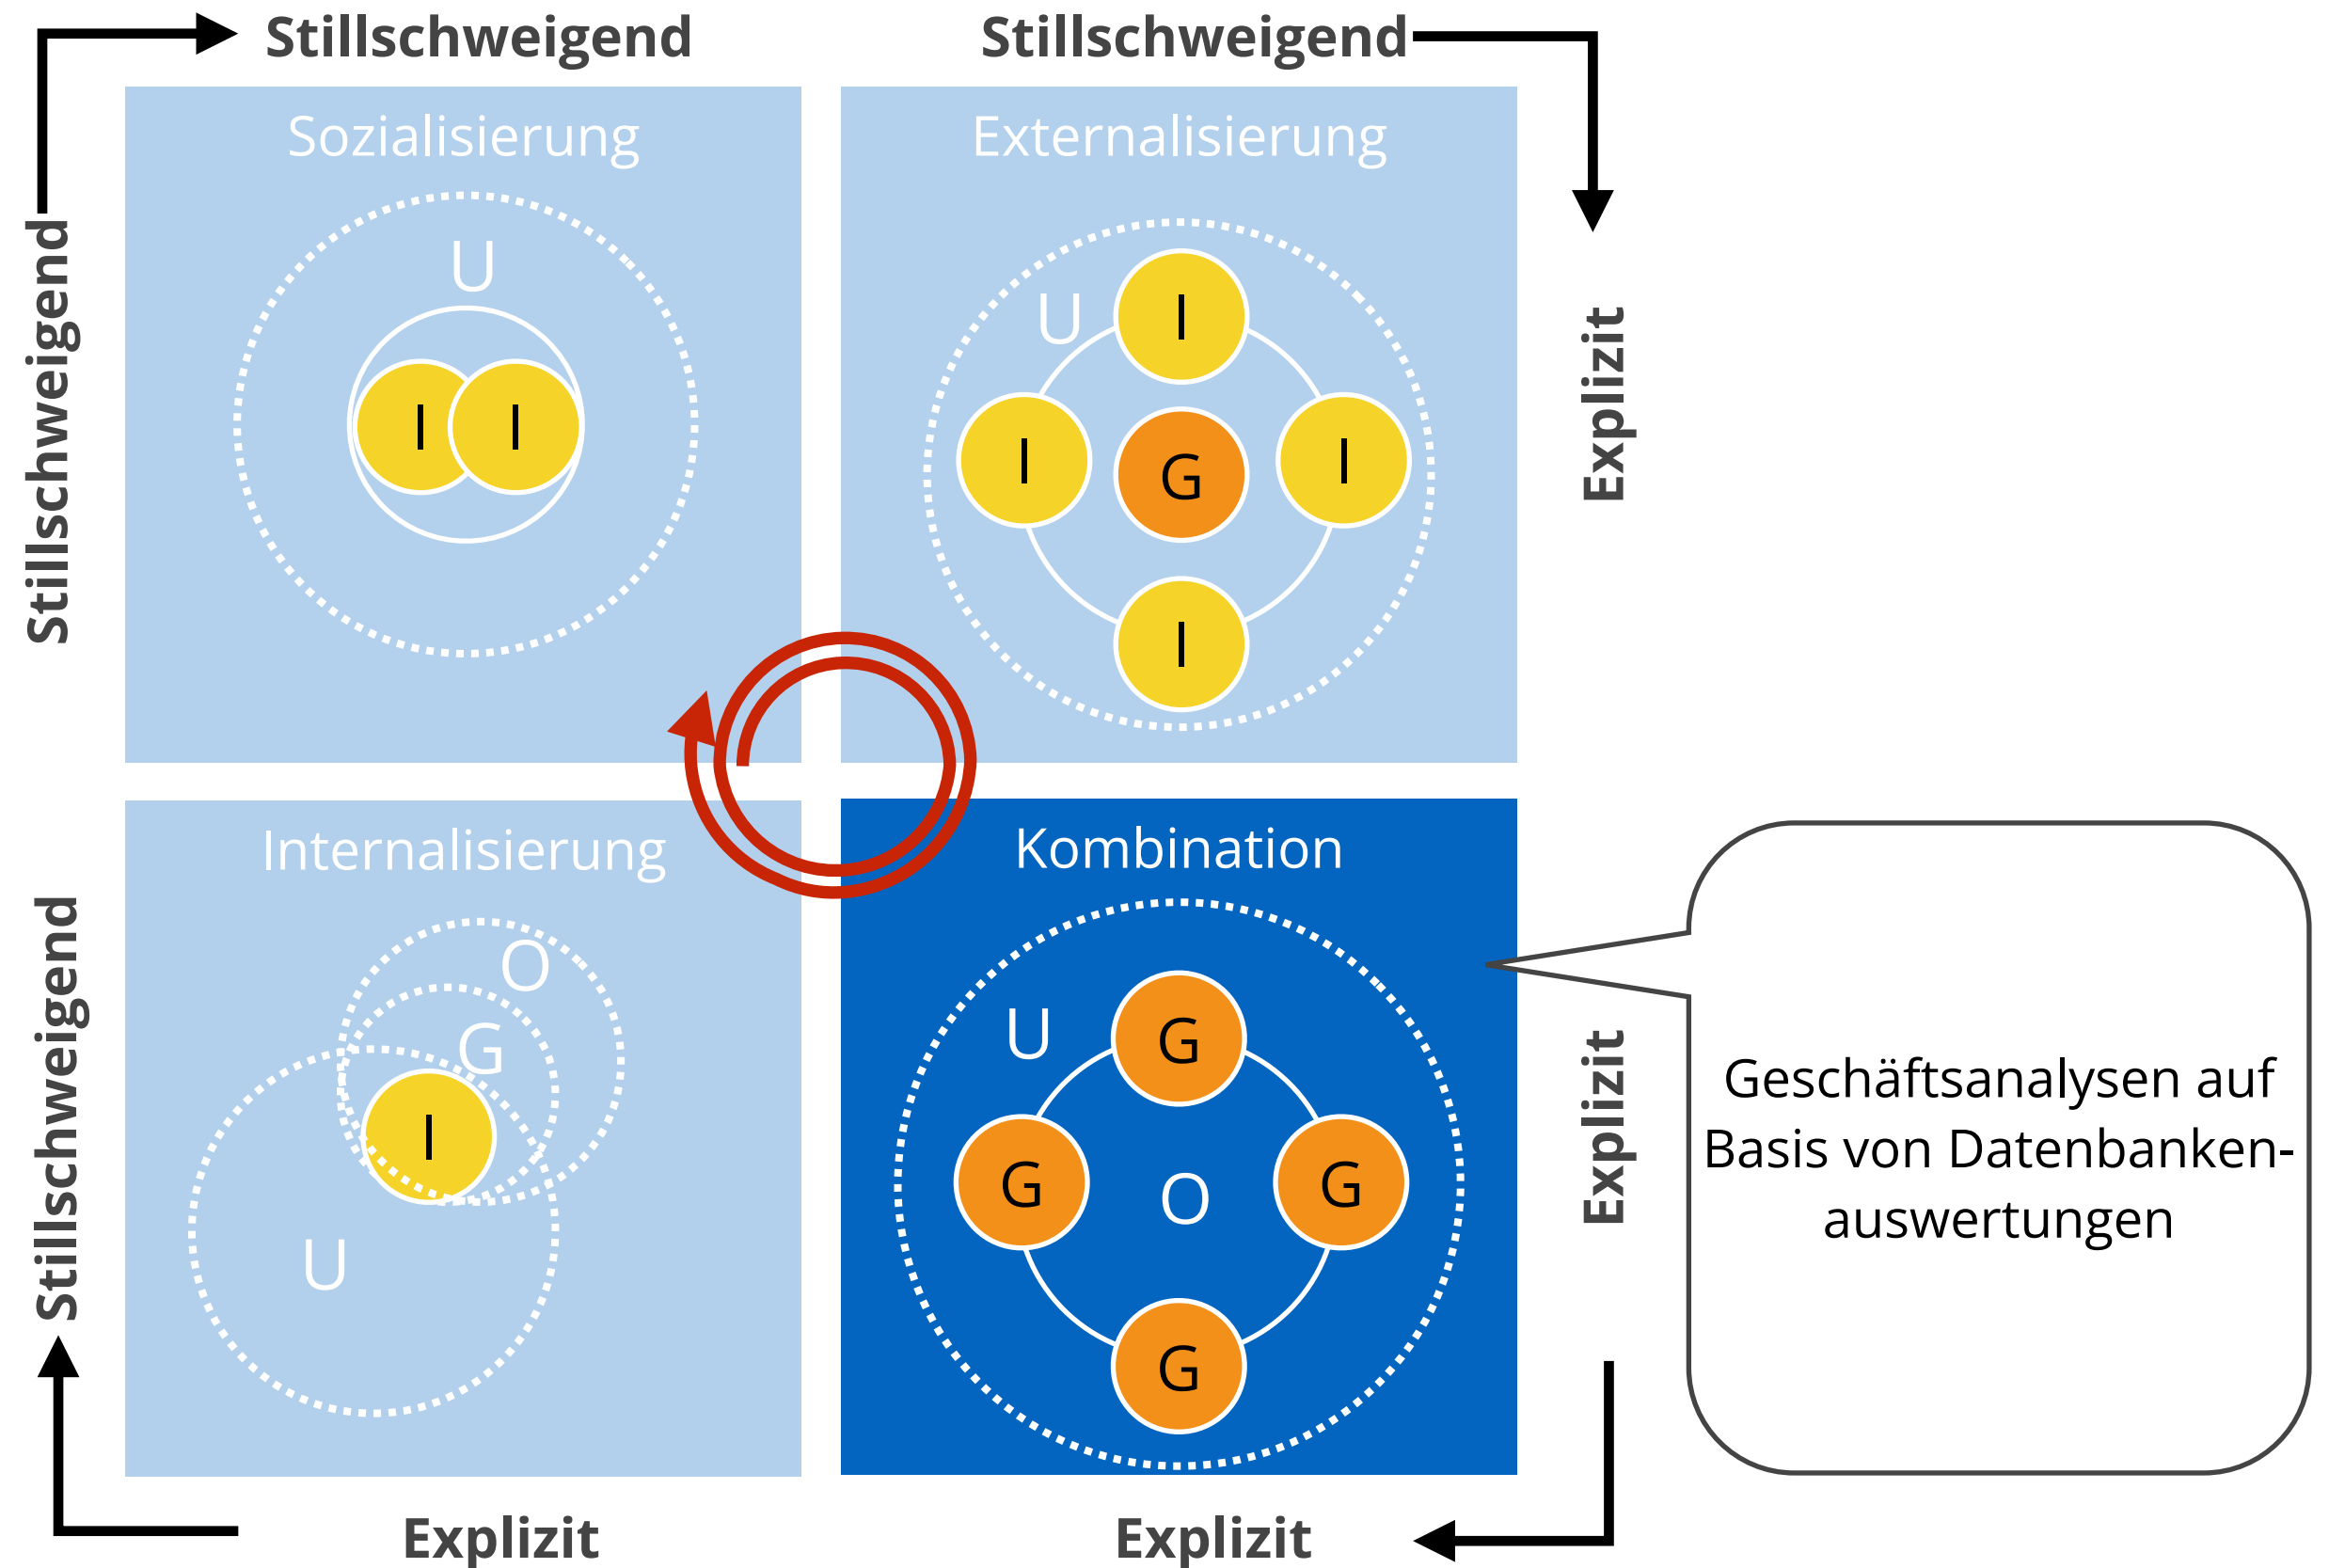 Stillschweigend
Stillschweigend
Stillschweigend
Sozialisierung
U
I
I
Externalisierung
U
I
I
G
I
I
Explizit
Stillschweigend
Internalisierung
O
G
I
U
Kombination
U
G
G
O
G
G
Explizit
Geschäftsanalysen auf
Basis von Datenbanken-
auswertungen
Explizit
Explizit